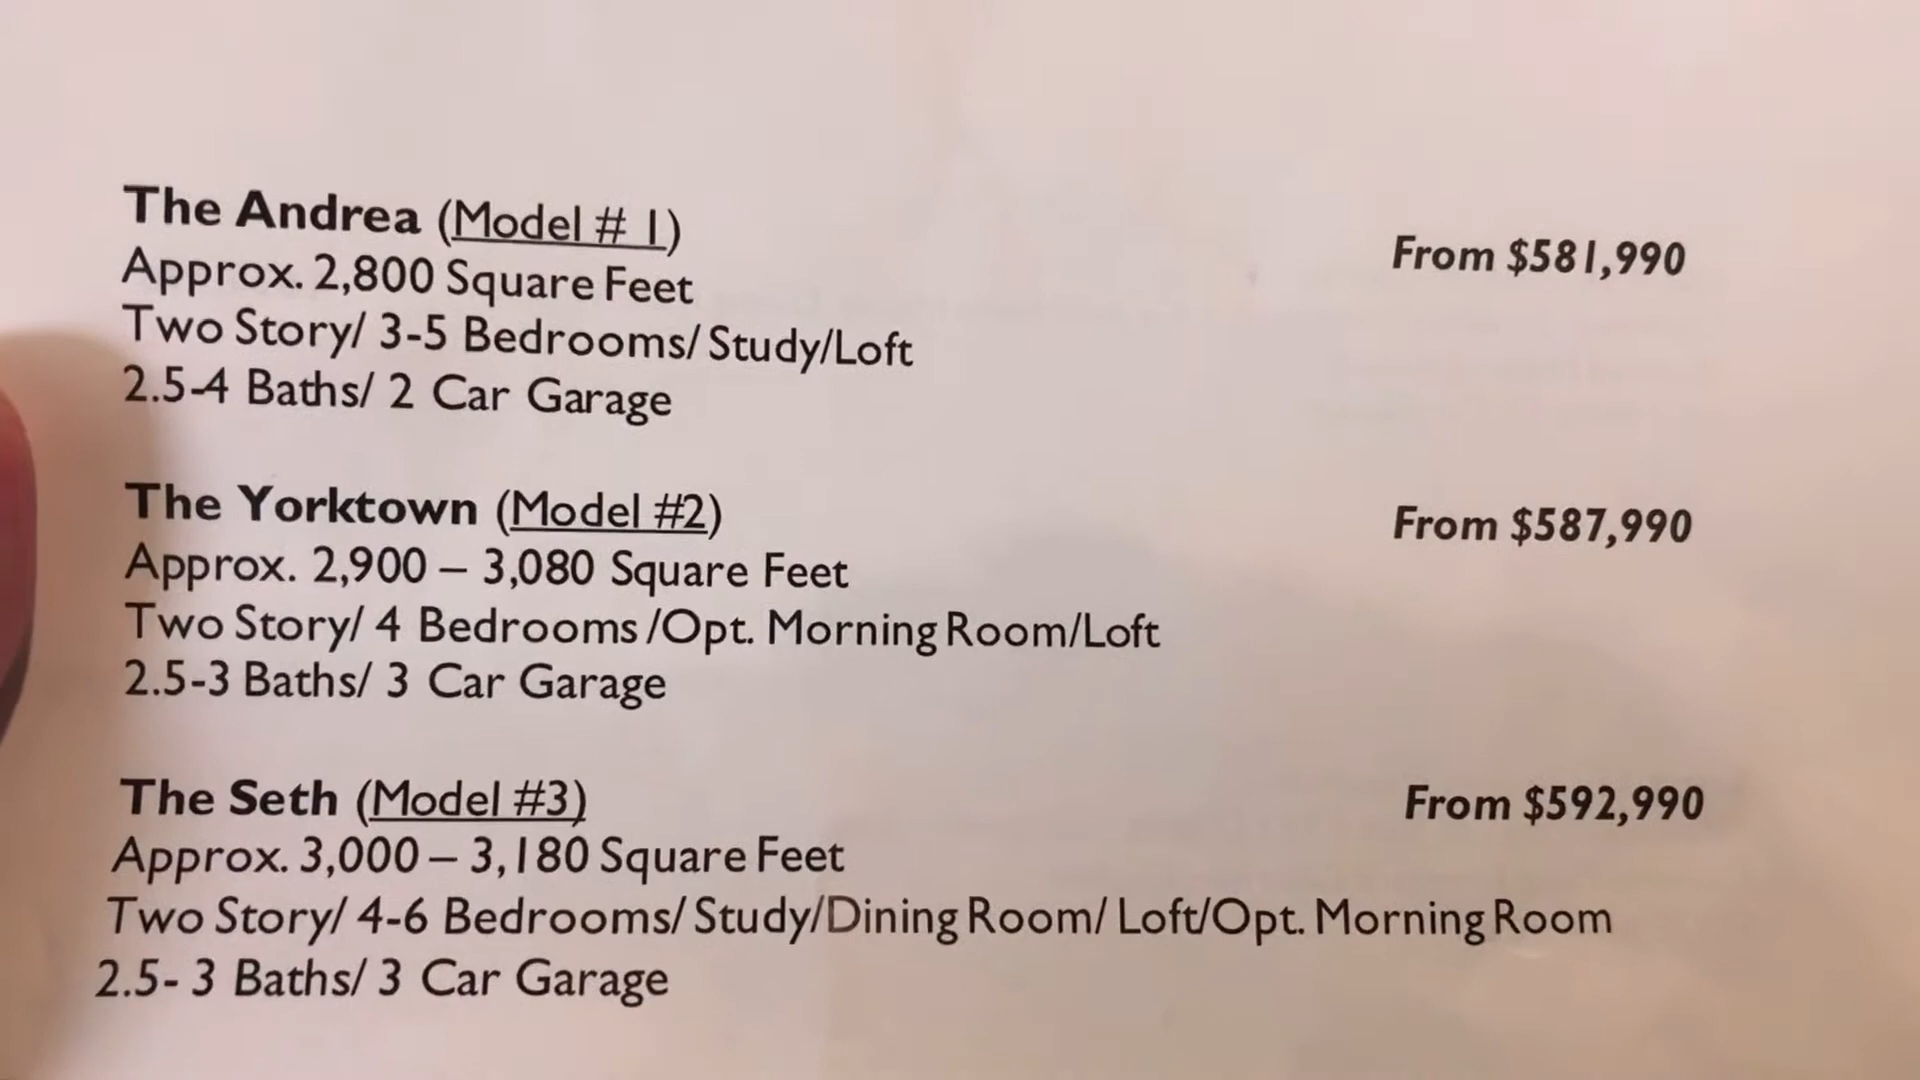 The Andrea (Model # 1)
From $581,990
Approx. 2,800 Square Feet
Two Story/ 3-5 Bedrooms/ Study/Loft
2.5-4 Baths/ 2 Car Garage
The Yorktown (Model #2)
From $587,990
Approx. 2,900 – 3,080 Square Feet
Two Story/ 4 Bedrooms /Opt. Morning Room/Loft
2.5-3 Baths/ 3 Car Garage
The Seth (Model #3)
From $592,990
Approx. 3,000 – 3,180 Square Feet
Two Story/ 4-6 Bedrooms/ Study/Dining Room/ Loft/Opt. Morning Room
2.5- 3 Baths/ 3 Car Garage